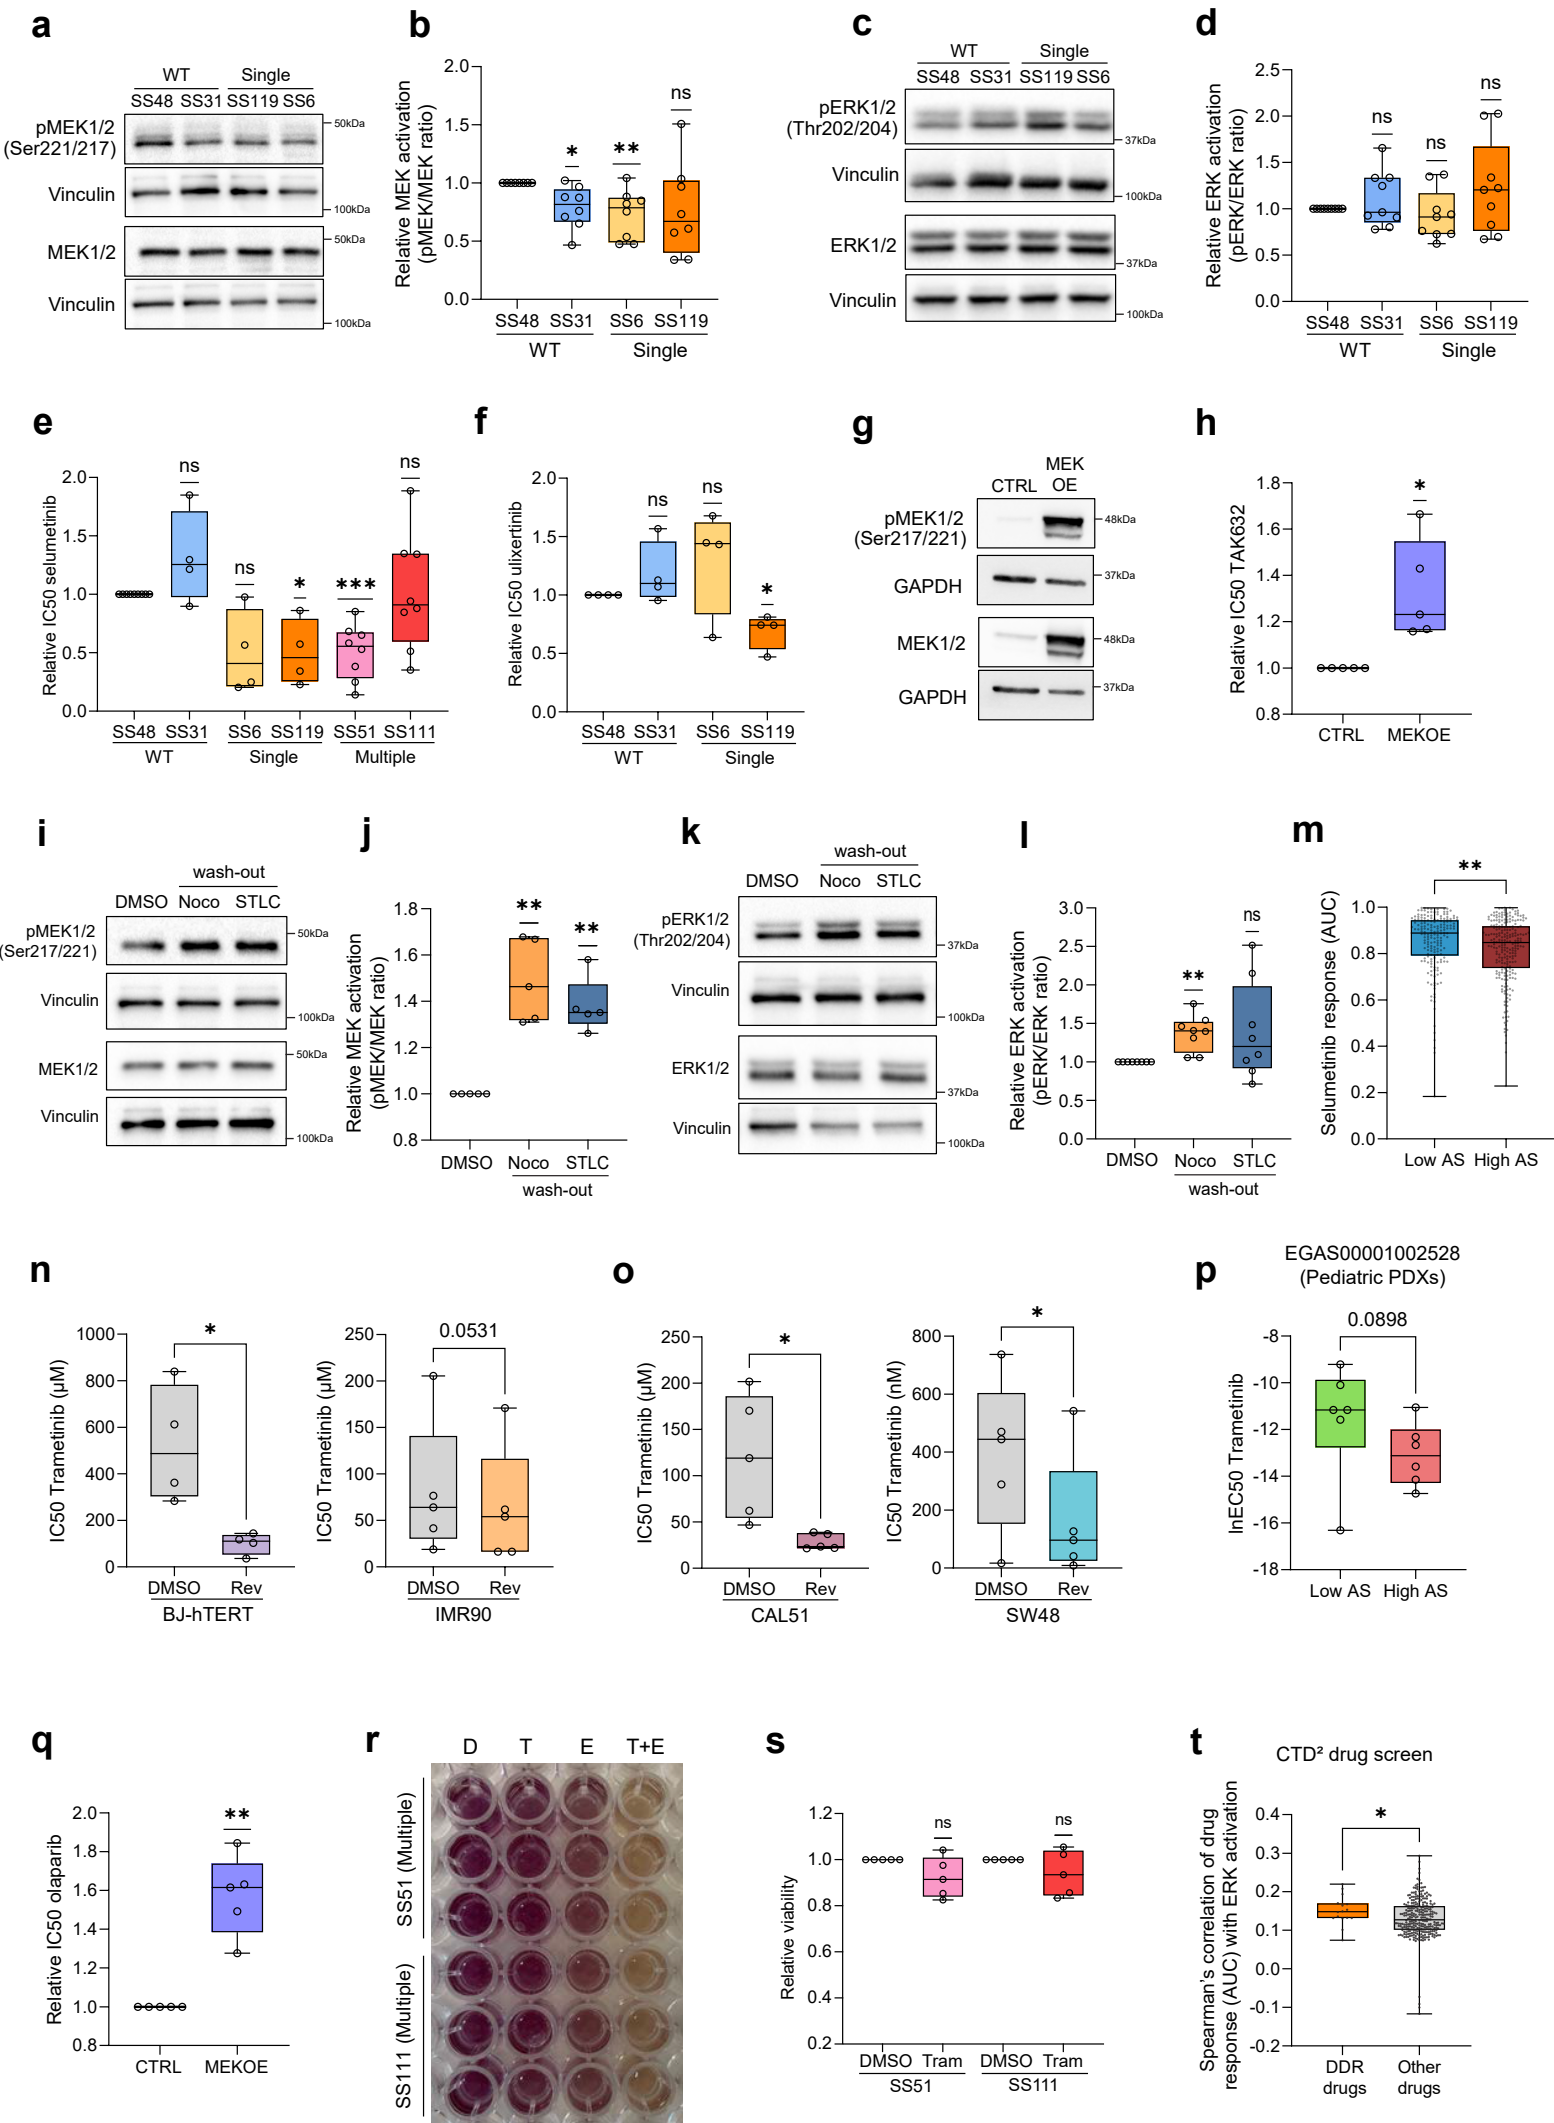 a
WT Single
SS48 SS31 SS119 SS6
pMEK1/2
(Ser221/217)
50kDa
Vinculin
100kDa
MEK1/2
50kDa
Vinculin
100kDa
b
Relative MEK activation
(pMEK/MEK ratio)
2.0
1.5
1.0
0.5
0.0
* ** ns
SS48 SS31 SS6 SS119
WT Single
c
WT Single
SS48 SS31 SS119 SS6
pERK1/2
(Thr202/204)
37kDa
Vinculin
100kDa
ERK1/2
37kDa
Vinculin
100kDa
d
Relative ERK activation
(pERK/ERK ratio)
2.5
2.0
1.5
1.0
0.5
0.0
ns ns ns
SS48 SS31 SS6 SS119
WT Single
e
Relative IC50 selumetinib
2.0
1.5
1.0
0.5
0.0
ns ns * *** ns
SS48 SS31 SS6 SS119 SS51 SS111
WT Single Multiple
f
Relative IC50 ulixertinib
2.0
1.5
1.0
0.5
0.0
ns ns *
SS48 SS31 SS6 SS119
WT Single
g
CTRL MEK
OE
pMEK1/2
(Ser217/221)
48kDa
GAPDH
37kDa
MEK1/2
48kDa
GAPDH
37kDa
h
Relative IC50 TAK632
1.8
1.6
1.4
1.2
1.0
0.8
*
CTRL MEKOE
i
wash-out
DMSO Noco STLC
pMEK1/2
(Ser217/221)
50kDa
Vinculin
100kDa
MEK1/2
50kDa
Vinculin
100kDa
j
Relative MEK activation
(pMEK/MEK ratio)
1.8
1.6
1.4
1.2
1.0
0.8
** **
DMSO Noco STLC
wash-out
k
wash-out
DMSO Noco STLC
pERK1/2
(Thr202/204)
37kDa
Vinculin
100kDa
ERK1/2
37kDa
Vinculin
100kDa
l
Relative ERK activation
(pERK/ERK ratio)
3.0
2.5
2.0
1.5
1.0
0.5
0.0
** ns
DMSO Noco STLC
wash-out
m
Selumetinib response (AUC)
1.0
0.8
0.6
0.4
0.2
0.0
**
Low AS High AS
n
IC50 Trametinib (µM)
1000
800
600
400
200
0
*
DMSO Rev
BJ-hTERT
IC50 Trametinib (µM)
250
200
150
100
50
0
0.0531
DMSO Rev
IMR90
o
IC50 Trametinib (µM)
250
200
150
100
50
0
*
DMSO Rev
CAL51
IC50 Trametinib (nM)
800
600
400
200
0
*
DMSO Rev
SW48
p
EGAS00001002528
(Pediatric PDXs)
lnEC50 Trametinib
-8
-10
-12
-14
-16
-18
0.0898
Low AS High AS
q
Relative IC50 olaparib
2.0
1.8
1.6
1.4
1.2
1.0
0.8
**
CTRL MEKOE
r
D T E T+E
SS51 (Multiple)
SS111 (Multiple)
s
Relative viability
1.2
1.0
0.8
0.6
0.4
0.2
ns ns
DMSO Tram DMSO Tram
SS51 SS111
t
CTD² drug screen
Spearman's correlation of drug
response (AUC) with ERK activation
0.4
0.3
0.2
0.1
0.0
-0.1
-0.2
*
DDR
drugs
Other
drugs